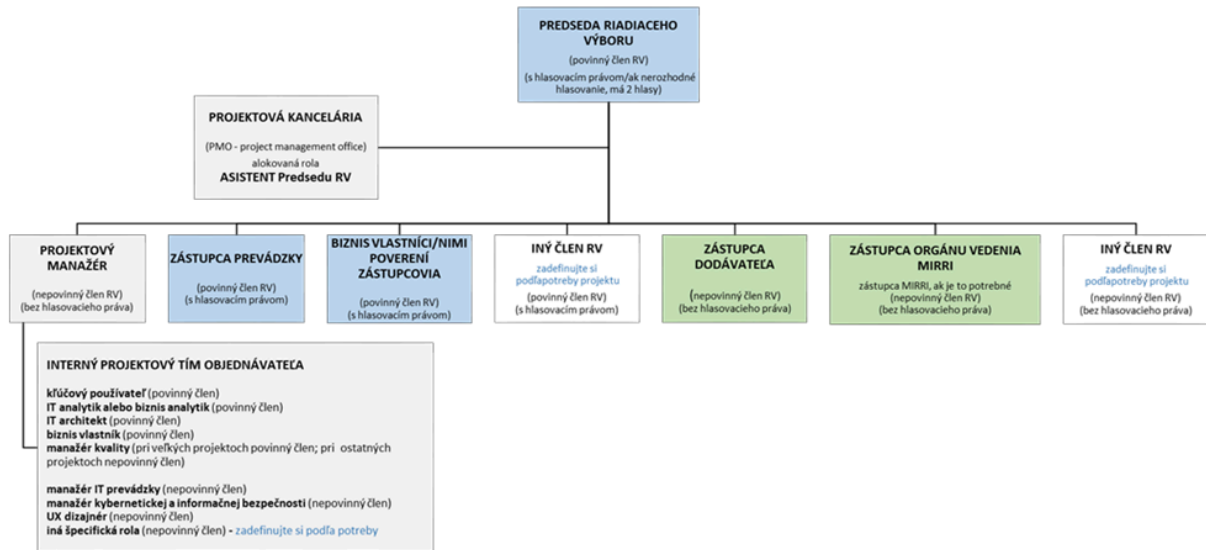 PREDSEDA RIADIACEHO
VÝBORU
(povinný člen RV)
(s hlasovacím právom/ak nerozhodné
hlasovanie, má 2 hlasy)
PROJEKTOVÁ KANCELÁRIA
(PMO - project management office)
alokovaná rola
ASISTENT Predsedu RV
PROJEKTOVÝ
MANAŽÉR
(nepovinný člen RV)
(bez hlasovacieho práva)
ZÁSTUPCA PREVÁDZKY
(povinný člen RV)
(s hlasovacím právom)
BIZNIS VLASTNÍCI/NIMI
POVERENÍ
ZÁSTUPCOVIA
(povinný člen RV)
(s hlasovacím právom)
INÝ ČLEN RV
zadefinujte si
podľapotreby projektu
(povinný člen RV)
(s hlasovacím právom)
ZÁSTUPCA
DODÁVATEĽA
(nepovinný člen RV)
(bez hlasovacieho práva)
ZÁSTUPCA ORGÁNU VEDENIA
MIRRI
zástupca MIRRI, ak je to potrebné
(nepovinný člen RV)
(bez hlasovacieho práva)
INÝ ČLEN RV
zadefinujte si
podľapotreby projektu
(nepovinný člen RV)
(bez hlasovacieho práva)
INTERNÝ PROJEKTOVÝ TÍM OBJEDNÁVATEĽA
kľúčový používateľ (povinný člen)
IT analytik alebo biznis analytik (povinný člen)
IT architekt (povinný člen)
biznis vlastník (povinný člen)
manažér kvality (pri veľkých projektoch povinný člen; pri ostatných
projektoch nepovinný člen)
manažér IT prevádzky (nepovinný člen)
manažér kybernetickej a informačnej bezpečnosti (nepovinný člen)
UX dizajnér (nepovinný člen)
iná špecifická rola (nepovinný člen) - zadefinujte si podľa potreby